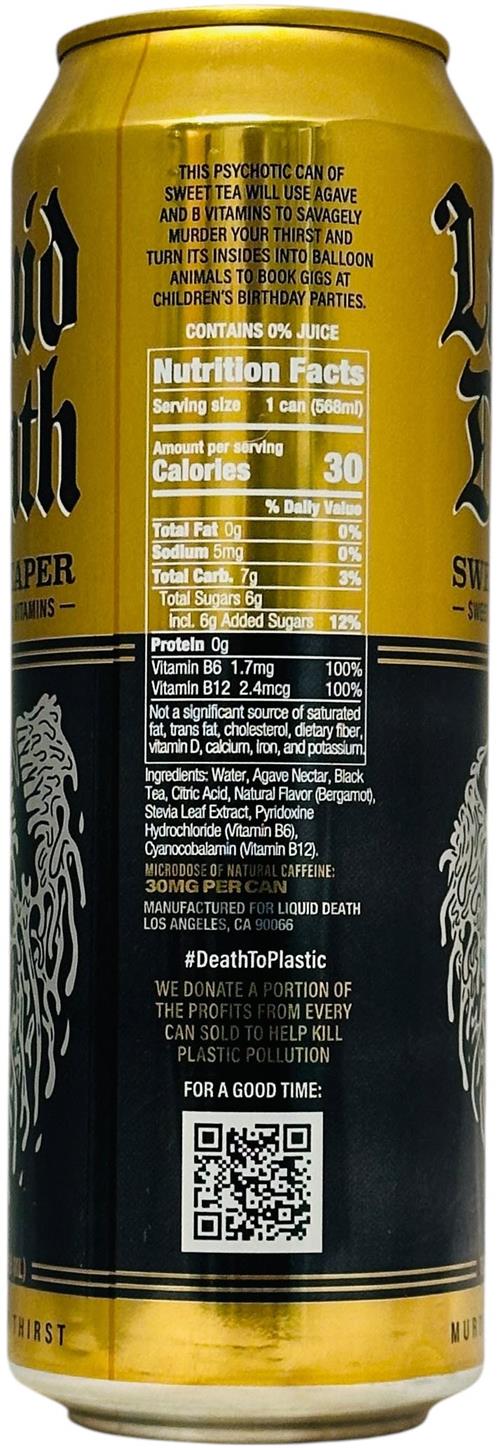 THIS PSYCHOTIC CAN OF
SWEET TEA WILL USE AGAVE
AND B VITAMINS TO SAVAGELY
MURDER YOUR THIRST AND
TURN ITS INSIDES INTO BALLOON
ANIMALS TO BOOK GIGS AT
CHILDREN'S BIRTHDAY PARTIES.
CONTAINS 0% JUICE
Nutrition Facts
Serving size 1 can (568ml)
Amount per serving
Calories 30
% Daily Value
Total Fat 0g 0%
Sodium 5mg 0%
Total Carb. 7g 3%
Total Sugars 6g
incl. 6g Added Sugars 12%
Protein 0g
Vitamin B6 1.7mg 100%
Vitamin B12 2.4mcg 100%
Not a significant source of saturated
fat, trans fat, cholesterol, dietary fiber,
vitamin D, calcium, iron, and potassium.
Ingredients: Water, Agave Nectar, Black
Tea, Citric Acid, Natural Flavor (Bergamot),
Stevia Leaf Extract, Pyridoxine
Hydrochloride (Vitamin B6),
Cyanocobalamin (Vitamin B12).
MICRODOSE OF NATURAL CAFFEINE:
30MG PER CAN
MANUFACTURED FOR LIQUID DEATH
LOS ANGELES, CA 90066
#DeathToPlastic
WE DONATE A PORTION OF
THE PROFITS FROM EVERY
CAN SOLD TO HELP KILL
PLASTIC POLLUTION
FOR A GOOD TIME:
uid
ath
APER
VITAMINS —
THIRST
SWE
MUR